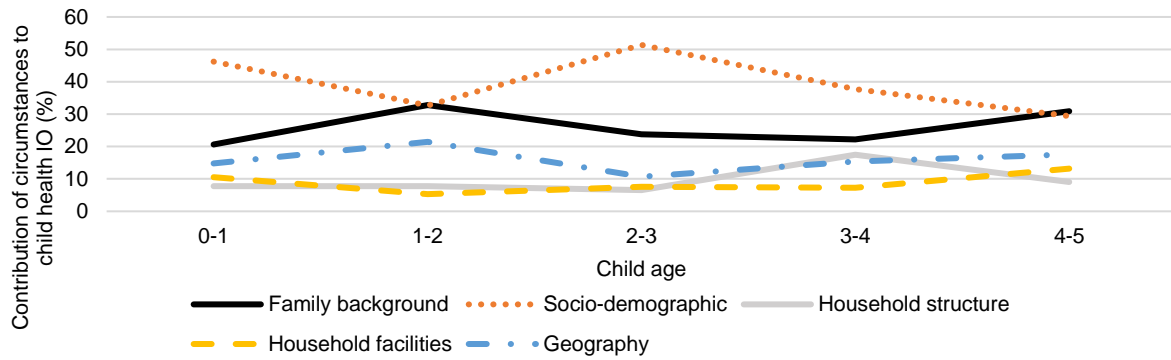 Contribution of circumstances to
child health IO (%)
60
50
40
30
20
10
0
0-1 1-2 2-3 3-4 4-5
Child age
Family background Socio-demographic Household structure
Household facilities Geography